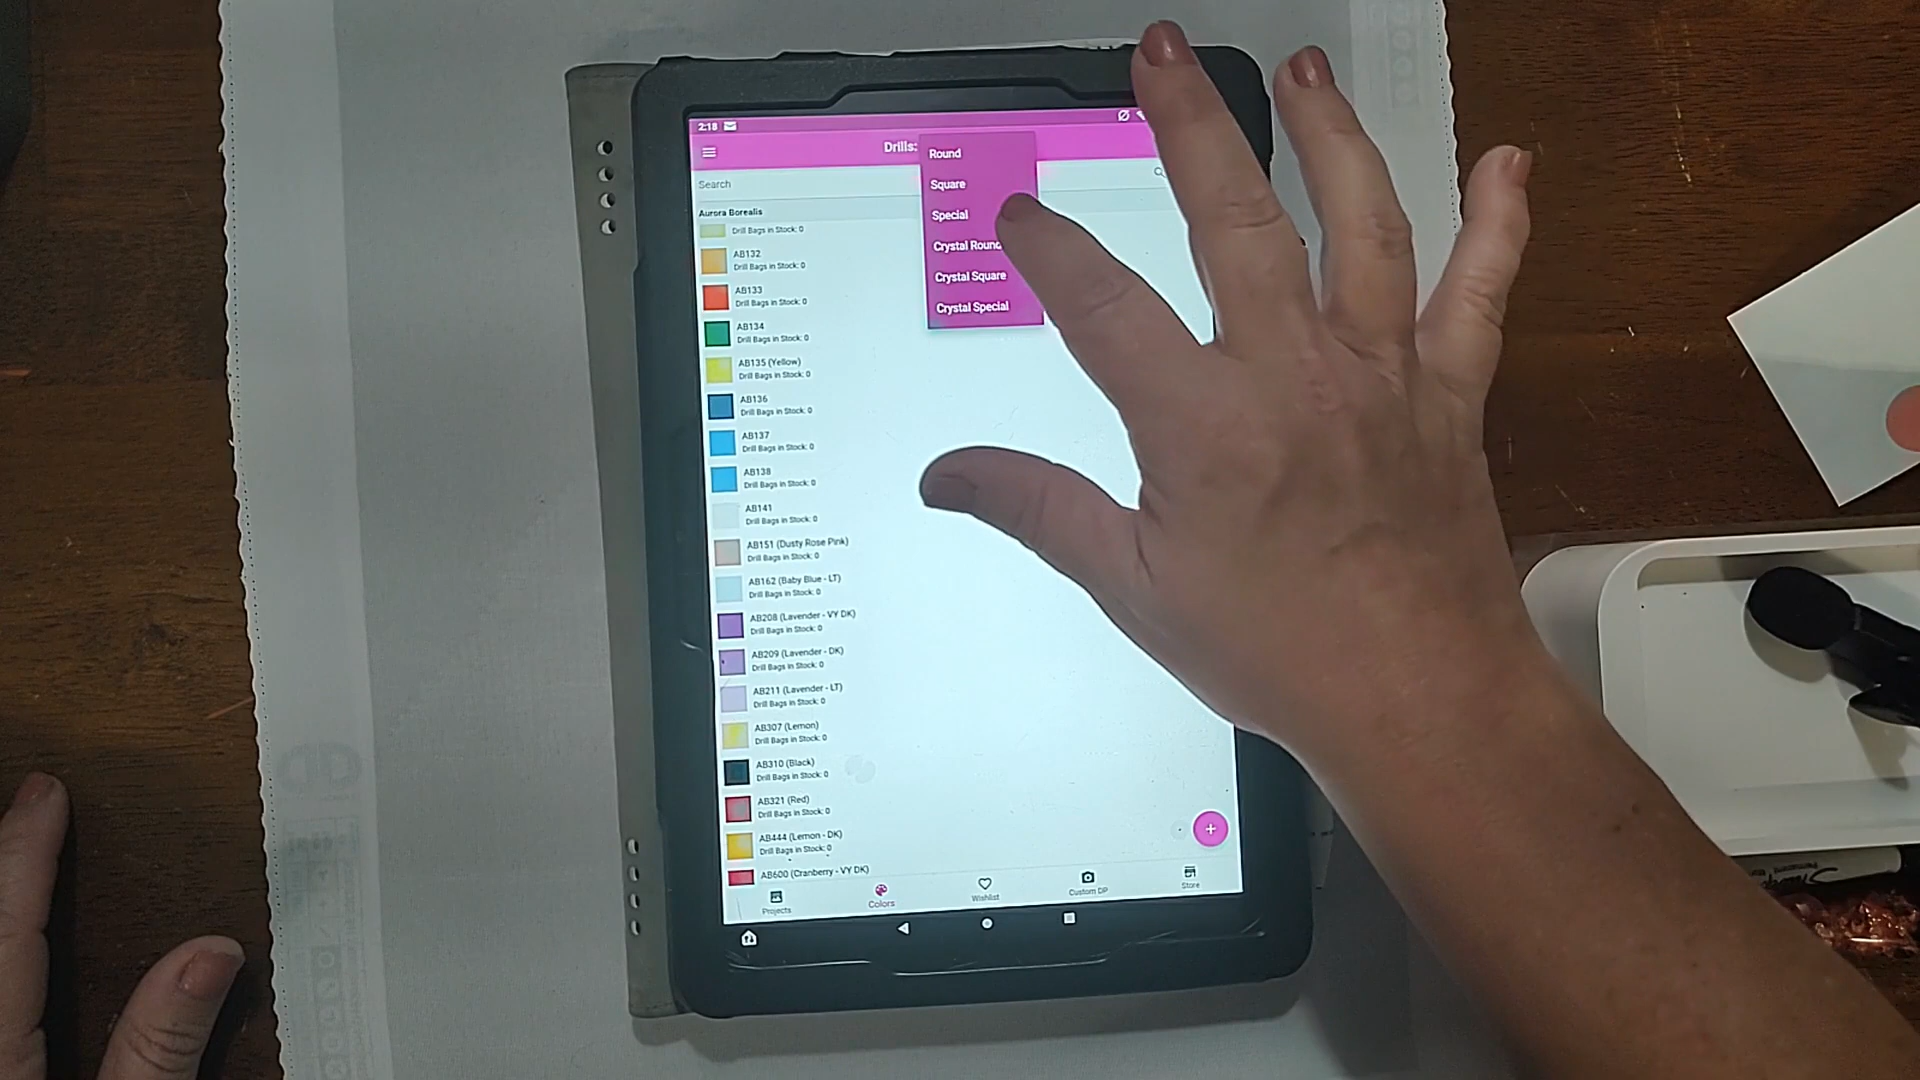 2:18
Drills:
Round
Square
Special
Crystal Round
Crystal Square
Crystal Special
Search
Aurora Borealis
Drill Bags in Stock: 0
AB132
Drill Bags in Stock: 0
AB133
Drill Bags in Stock: 0
AB134
Drill Bags in Stock: 0
AB135 (Yellow)
Drill Bags in Stock: 0
AB136
Drill Bags in Stock: 0
AB137
Drill Bags in Stock: 0
AB138
Drill Bags in Stock: 0
AB141
Drill Bags in Stock: 0
AB151 (Dusty Rose Pink)
Drill Bags in Stock: 0
AB162 (Baby Blue - LT)
Drill Bags in Stock: 0
AB208 (Lavender - VY DK)
Drill Bags in Stock: 0
AB209 (Lavender - DK)
Drill Bags in Stock: 0
AB211 (Lavender - LT)
Drill Bags in Stock: 0
AB307 (Lemon)
Drill Bags in Stock: 0
AB310 (Black)
Drill Bags in Stock: 0
AB321 (Red)
Drill Bags in Stock: 0
AB444 (Lemon - DK)
Drill Bags in Stock: 0
AB600 (Cranberry - VY DK)
Projects
Colors
Wishlist
Custom DP
Store